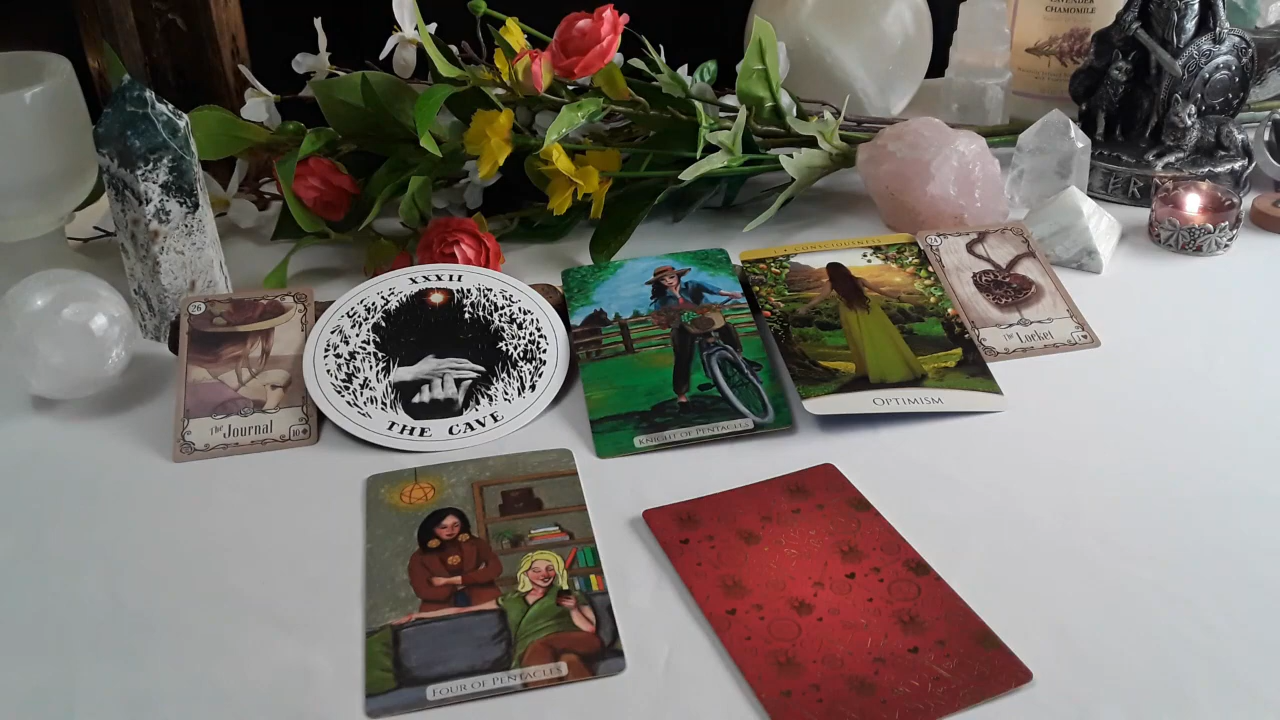 LAVENDER
CHAMOMILE
26
The Journal
10
XXXII
THE CAVE
KNIGHT OF PENTACLES
CONSCIOUSNESS
OPTIMISM
The Locket
FOUR OF PENTACLES